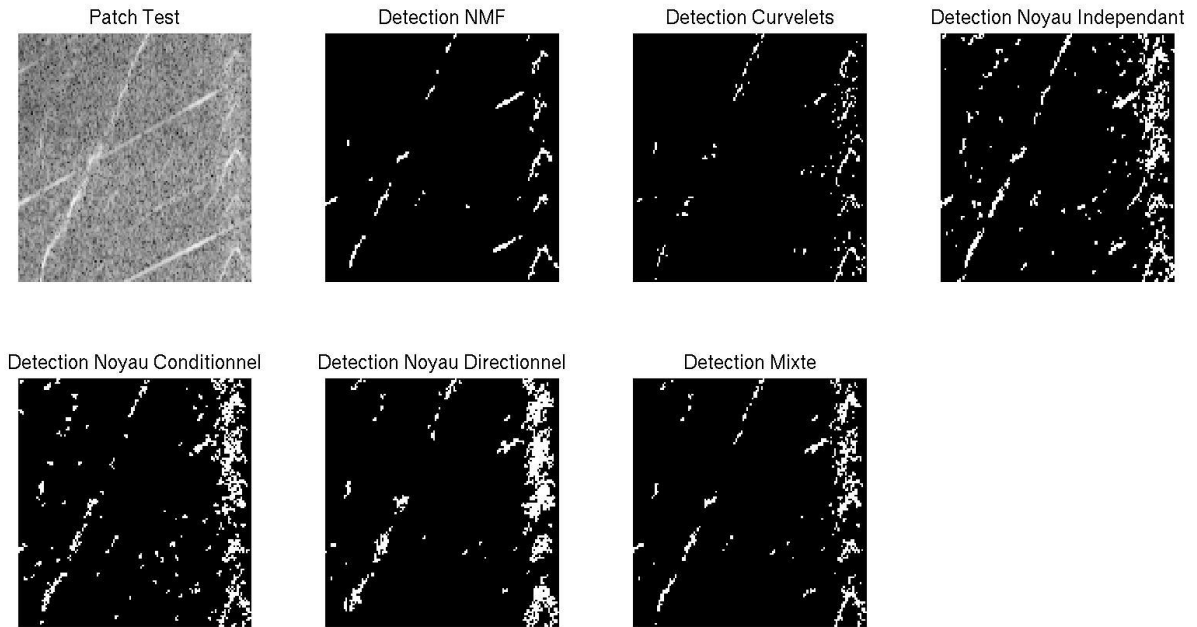 Patch Test
Detection NMF
Detection Curvelets
Detection Noyau Independant
Detection Noyau Conditionnel
Detection Noyau Directionnel
Detection Mixte